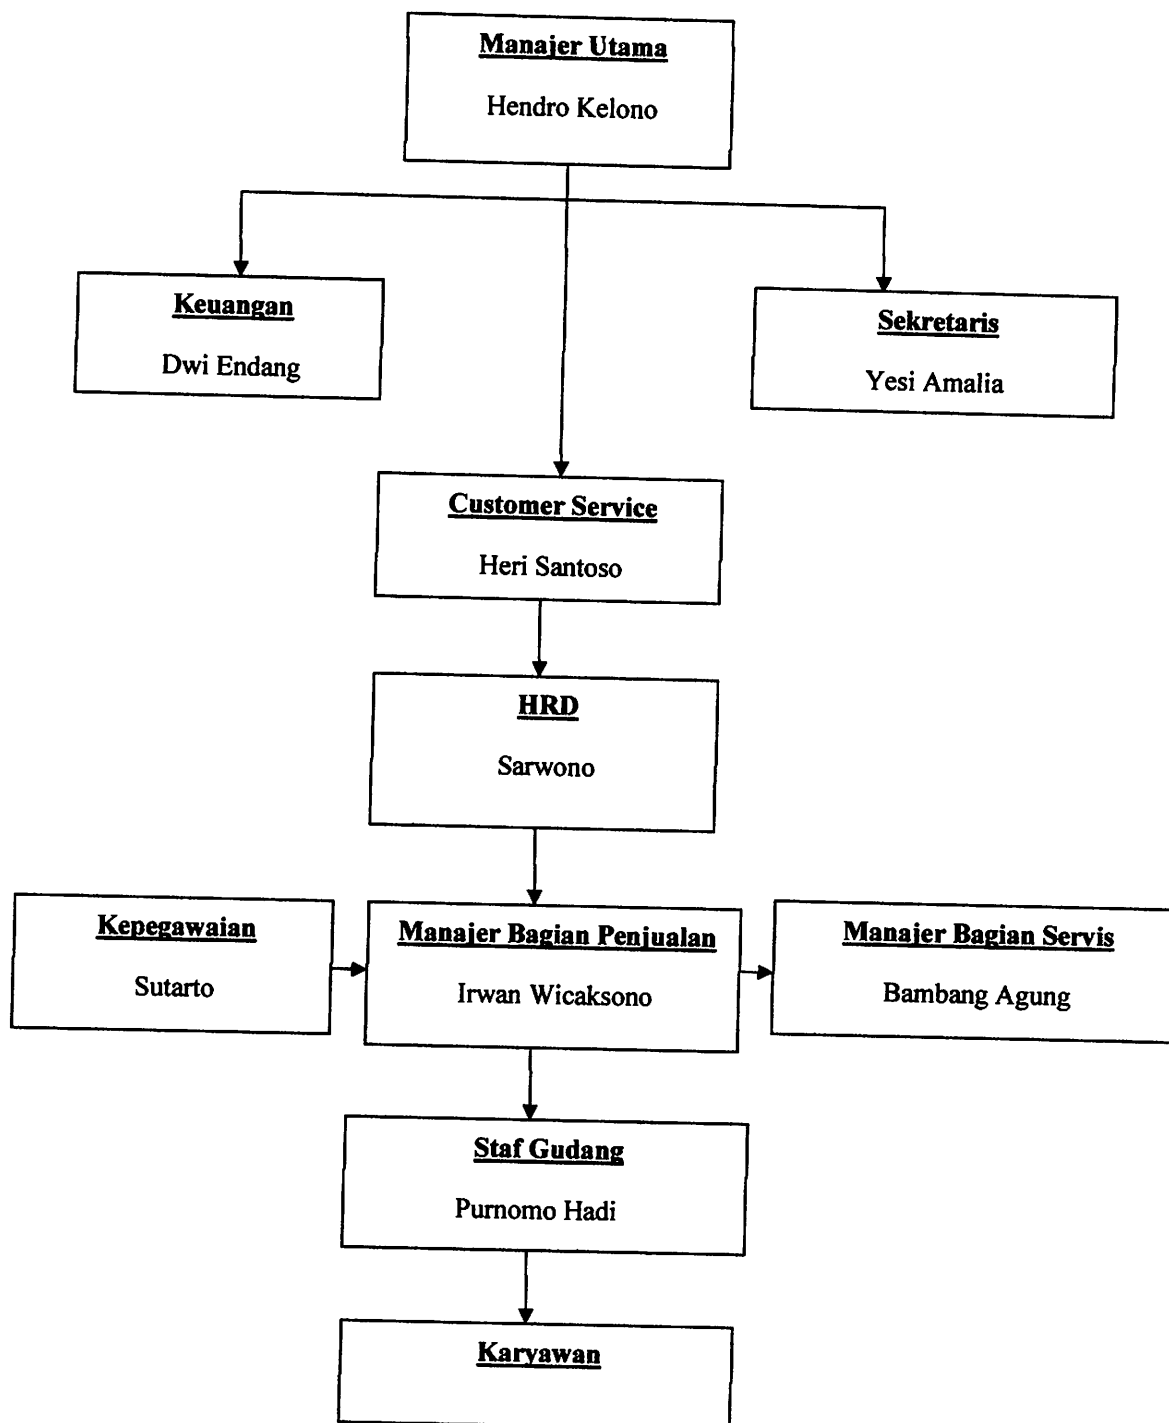 Manajer Utama
Hendro Kelono
Keuangan
Dwi Endang
Sekretaris
Yesi Amalia
Customer Service
Heri Santoso
HRD
Sarwono
Kepegawaian
Sutarto
Manajer Bagian Penjualan
Irwan Wicaksono
Manajer Bagian Servis
Bambang Agung
Staf Gudang
Purnomo Hadi
Karyawan